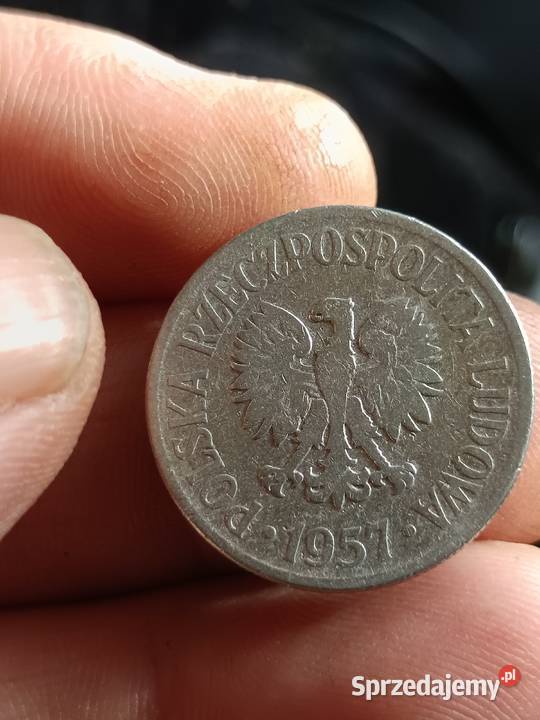 POLSKA RZECZPOSPOLITA LUDOWA
1957
Sprzedajemy.pl